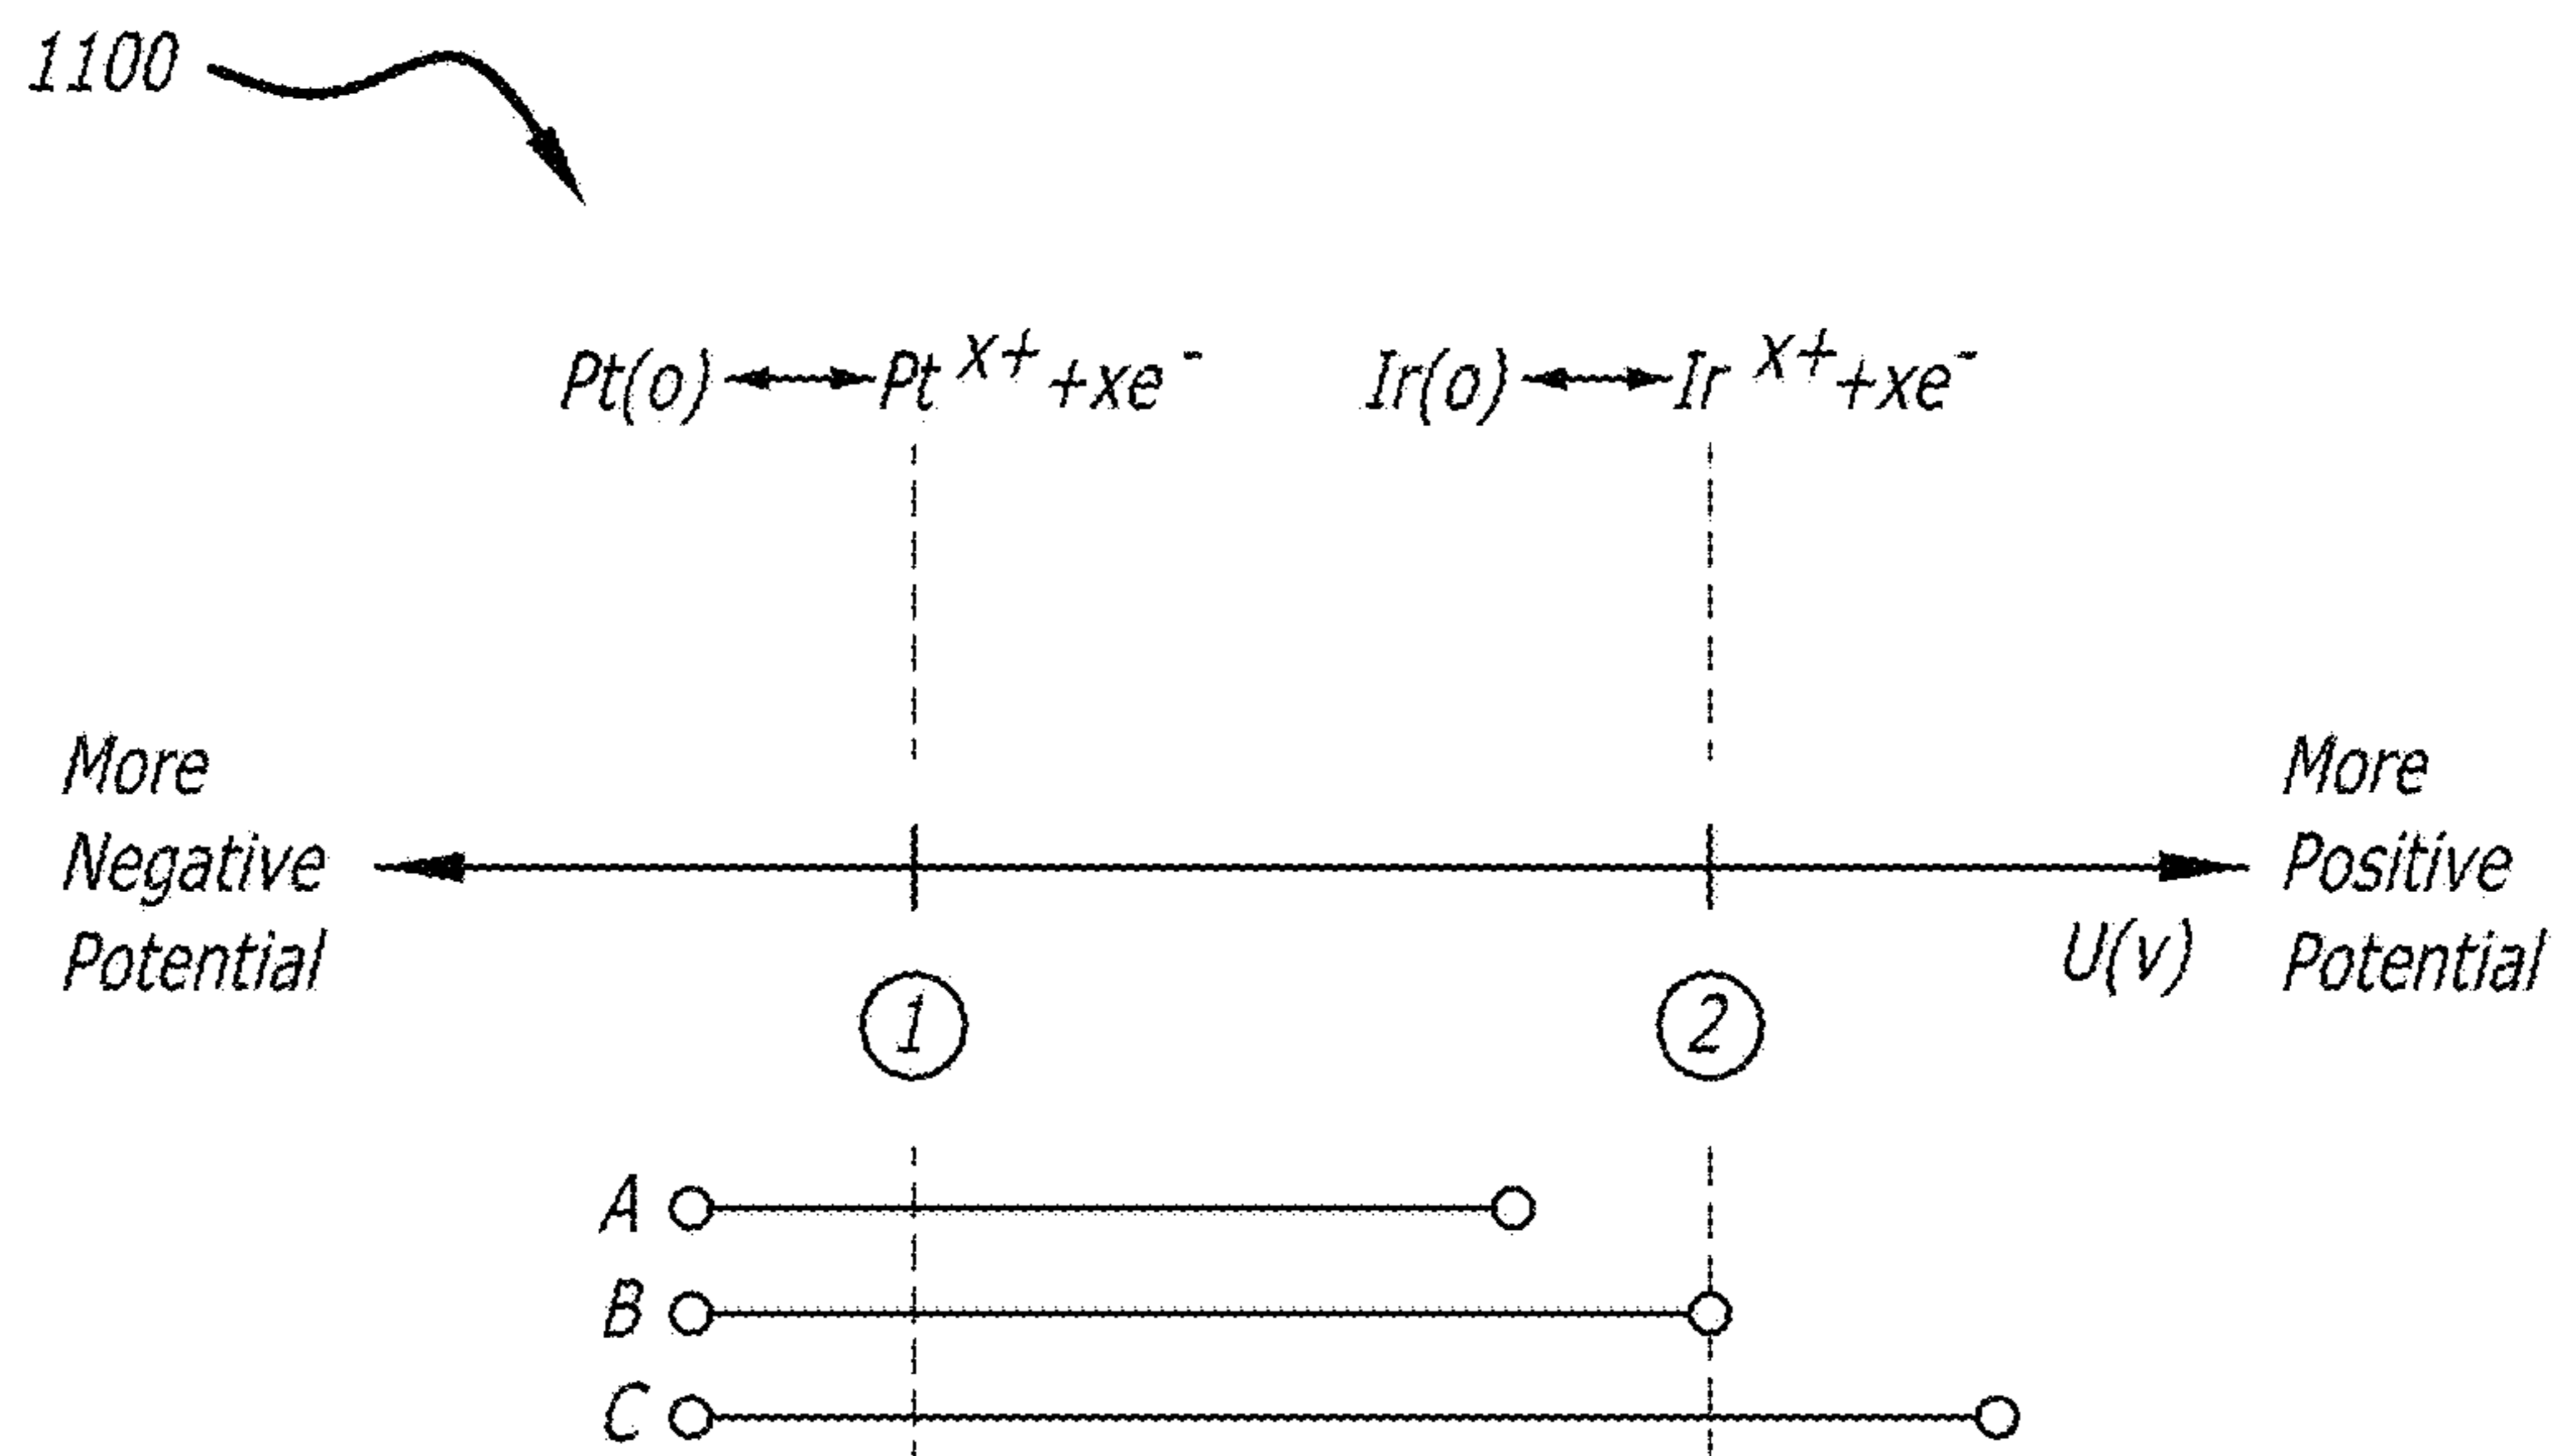 1100
Pt(o) ↔ Pt x+ +xe- Ir(o) ↔ Ir x+ +xe-
More
Negative
Potential
More
Positive
Potential
U(v)
1 2
A
B
C